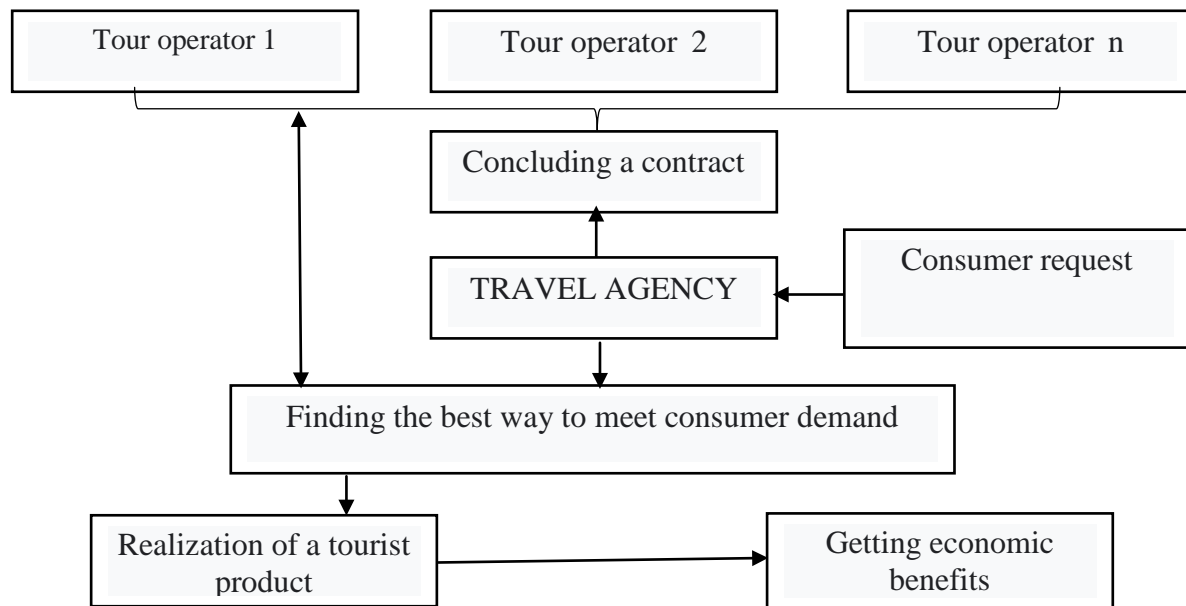 Tour operator 1
Tour operator 2
Tour operator n
Concluding a contract
Consumer request
TRAVEL AGENCY
Finding the best way to meet consumer demand
Realization of a tourist
product
Getting economic
benefits